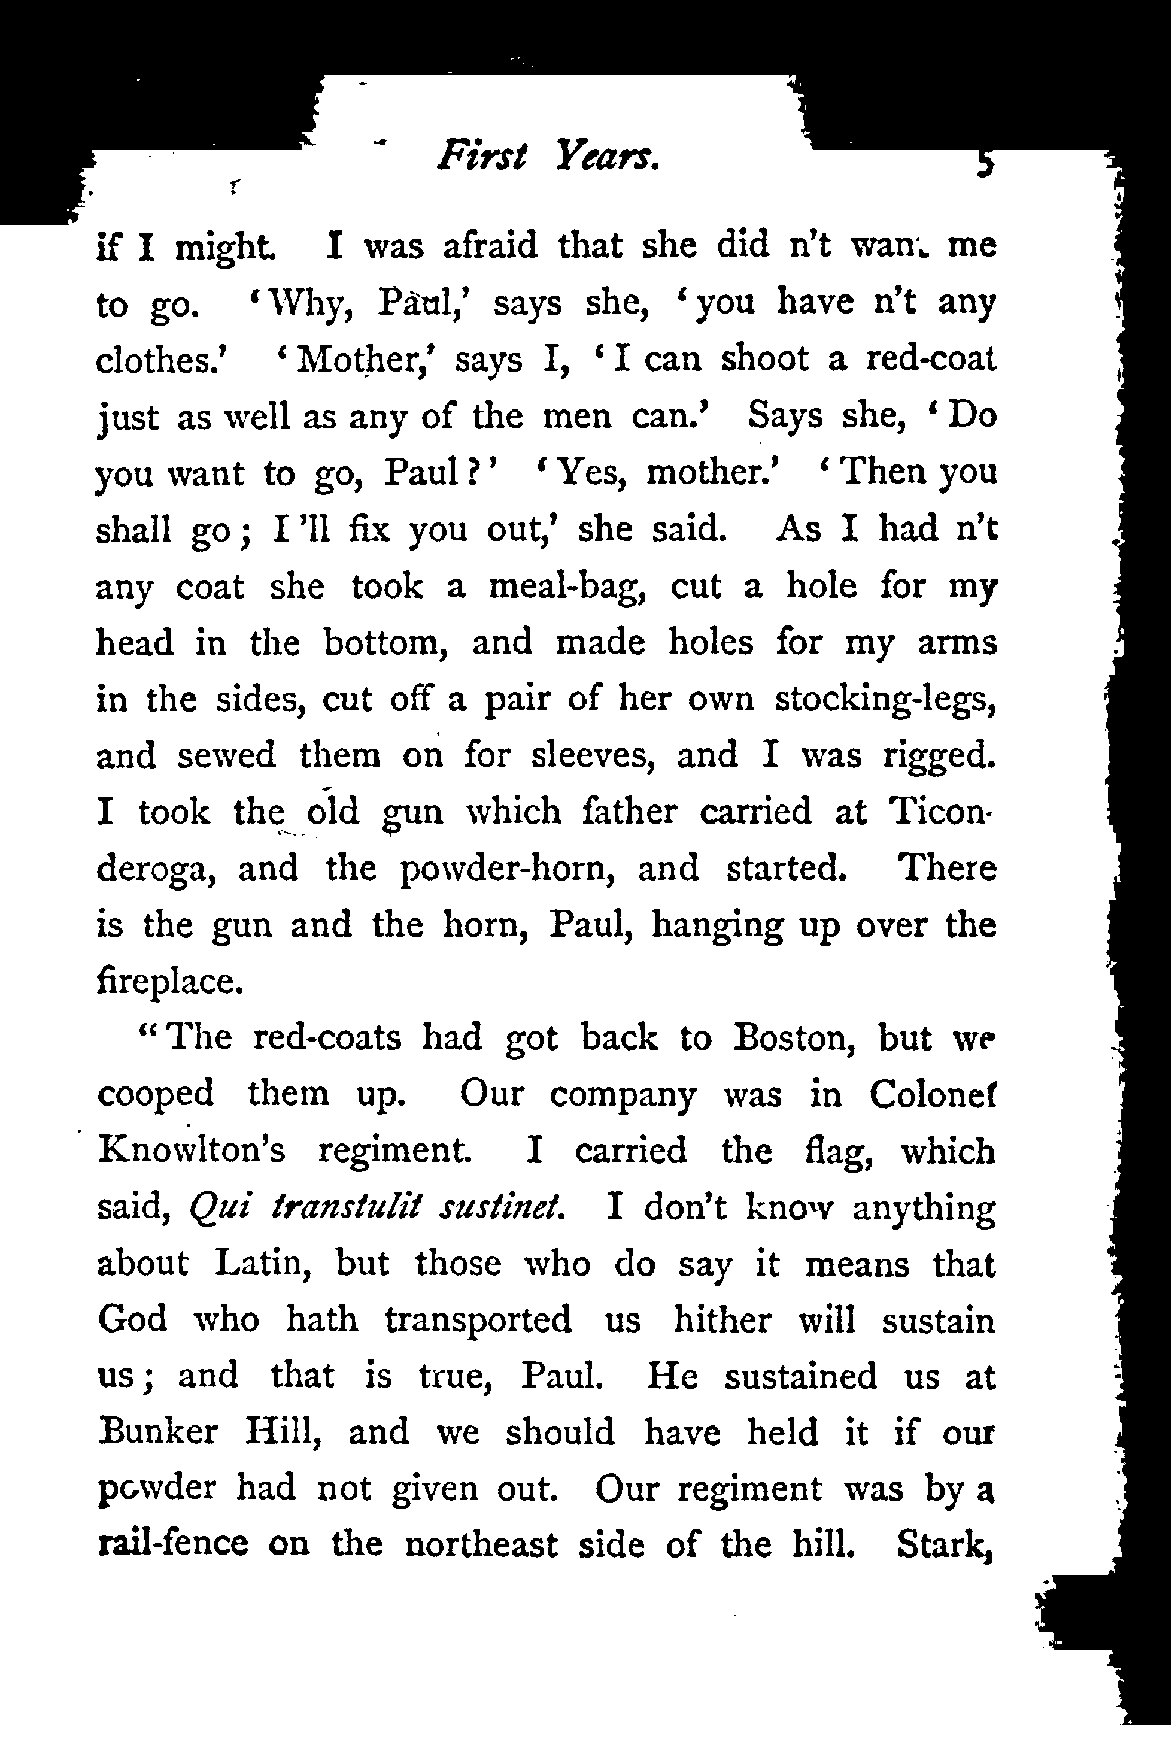 First Years. 5
if I might. I was afraid that she did n't want me
to go. ‘Why, Paul,’ says she, ‘you have n't any
clothes.’ ‘Mother,’ says I, ‘I can shoot a red-coat
just as well as any of the men can.’ Says she, ‘Do
you want to go, Paul?’ ‘Yes, mother.’ ‘Then you
shall go; I 'll fix you out,’ she said. As I had n't
any coat she took a meal-bag, cut a hole for my
head in the bottom, and made holes for my arms
in the sides, cut off a pair of her own stocking-legs,
and sewed them on for sleeves, and I was rigged.
I took the old gun which father carried at Ticon-
deroga, and the powder-horn, and started. There
is the gun and the horn, Paul, hanging up over the
fireplace.
“The red-coats had got back to Boston, but we
cooped them up. Our company was in Colonel
Knowlton's regiment. I carried the flag, which
said, Qui transtulit sustinet. I don't know anything
about Latin, but those who do say it means that
God who hath transported us hither will sustain
us; and that is true, Paul. He sustained us at
Bunker Hill, and we should have held it if our
powder had not given out. Our regiment was by a
rail-fence on the northeast side of the hill. Stark,